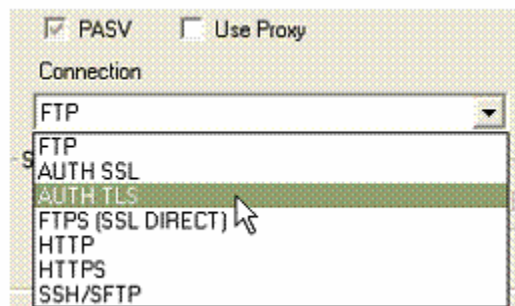 PASV Use Proxy
Connection
FTP
FTP
S
AUTH SSL
AUTH TLS
FTPS (SSL DIRECT)
HTTP
HTTPS
SSH/SFTP